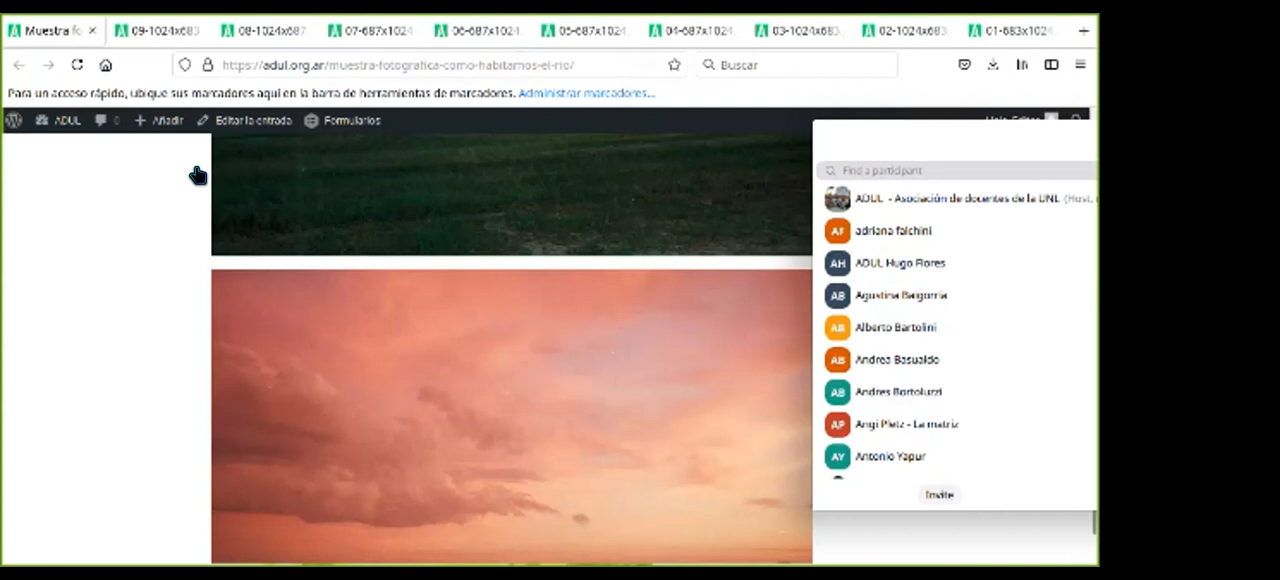 Muestra fo
09-1024x683
08-1024x687
07-687x1024
06-687x1024
05-687x1024
04-687x1024
03-1024x683
02-1024x683
01-683x1024
https://adul.org.ar/muestra-fotografica-como-habitamos-el-rio/
Buscar
Para un acceso rápido, ubique sus marcadores aquí en la barra de herramientas de marcadores. Administrar marcadores...
ADUL 0 Añadir Editar la entrada Formularios
Find a participant
ADUL - Asociación de docentes de la UNL (Host,
AF adriana falchini
AH ADUL Hugo Flores
AB Agustina Baigorria
AB Alberto Bartolini
AB Andrea Basualdo
AB Andres Bortoluzzi
AP Angi Pletz - La matriz
AY Antonio Yapur
Invite